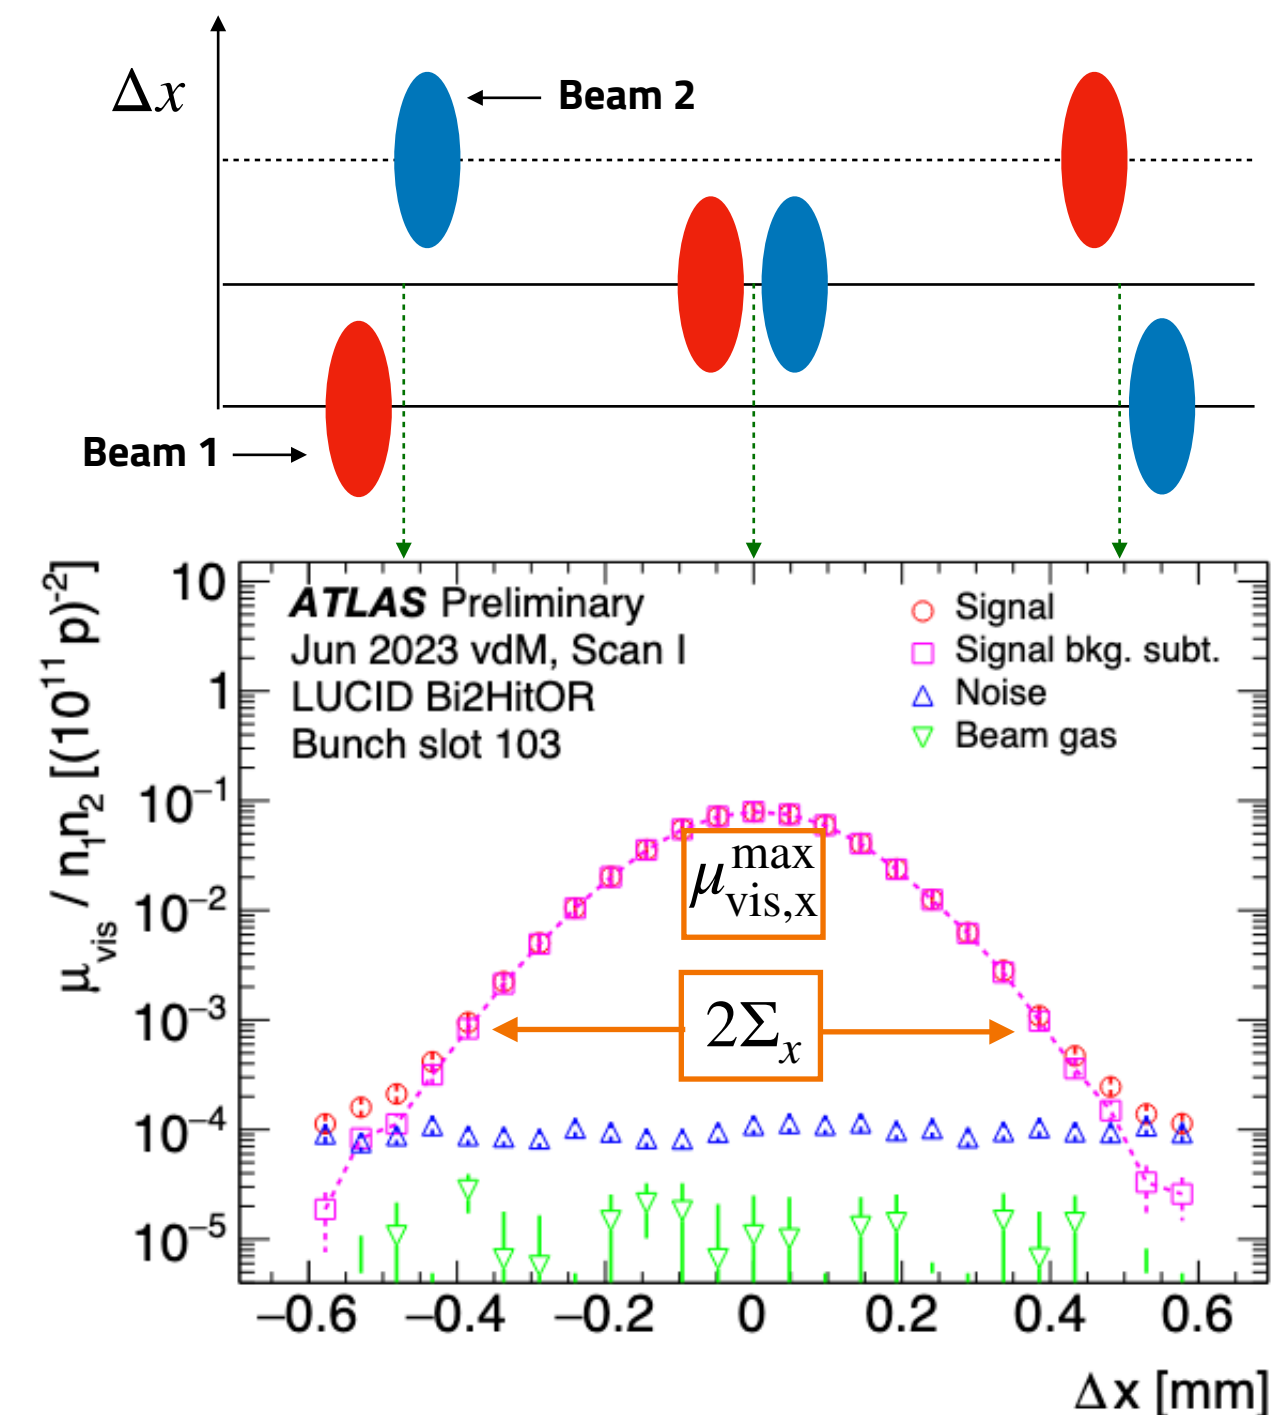 Δx
Beam 2
Beam 1
μ_vis / n₁n₂ [(10¹¹ p)⁻²]
10
1
10⁻¹
10⁻²
10⁻³
10⁻⁴
10⁻⁵
ATLAS Preliminary
Jun 2023 vdM, Scan I
LUCID Bi2HitOR
Bunch slot 103
Signal
Signal bkg. subt.
Noise
Beam gas
μ^max_vis,x
2Σₓ
−0.6 −0.4 −0.2 0 0.2 0.4 0.6
Δx [mm]